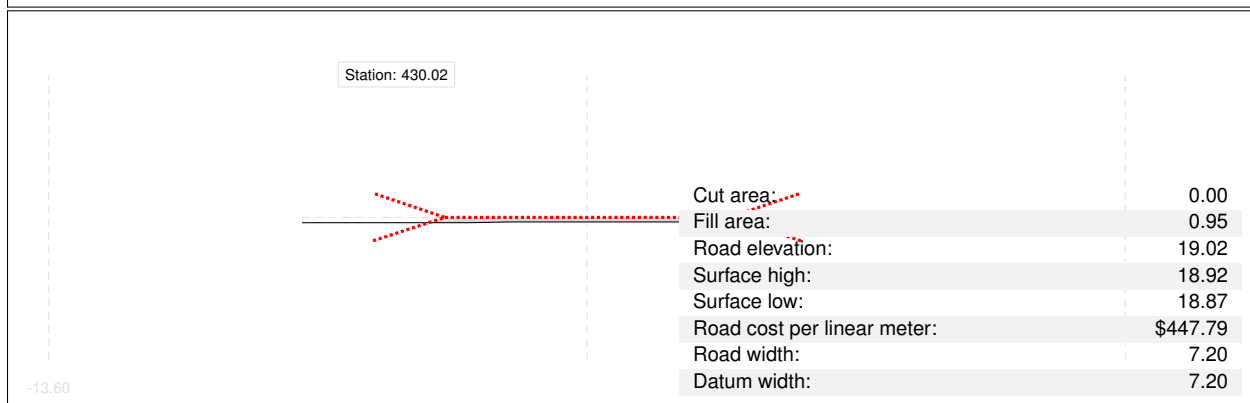 Station: 430.02
Cut area: 0.00
Fill area: 0.95
Road elevation: 19.02
Surface high: 18.92
Surface low: 18.87
Road cost per linear meter: $447.79
Road width: 7.20
Datum width: 7.20
-13.60